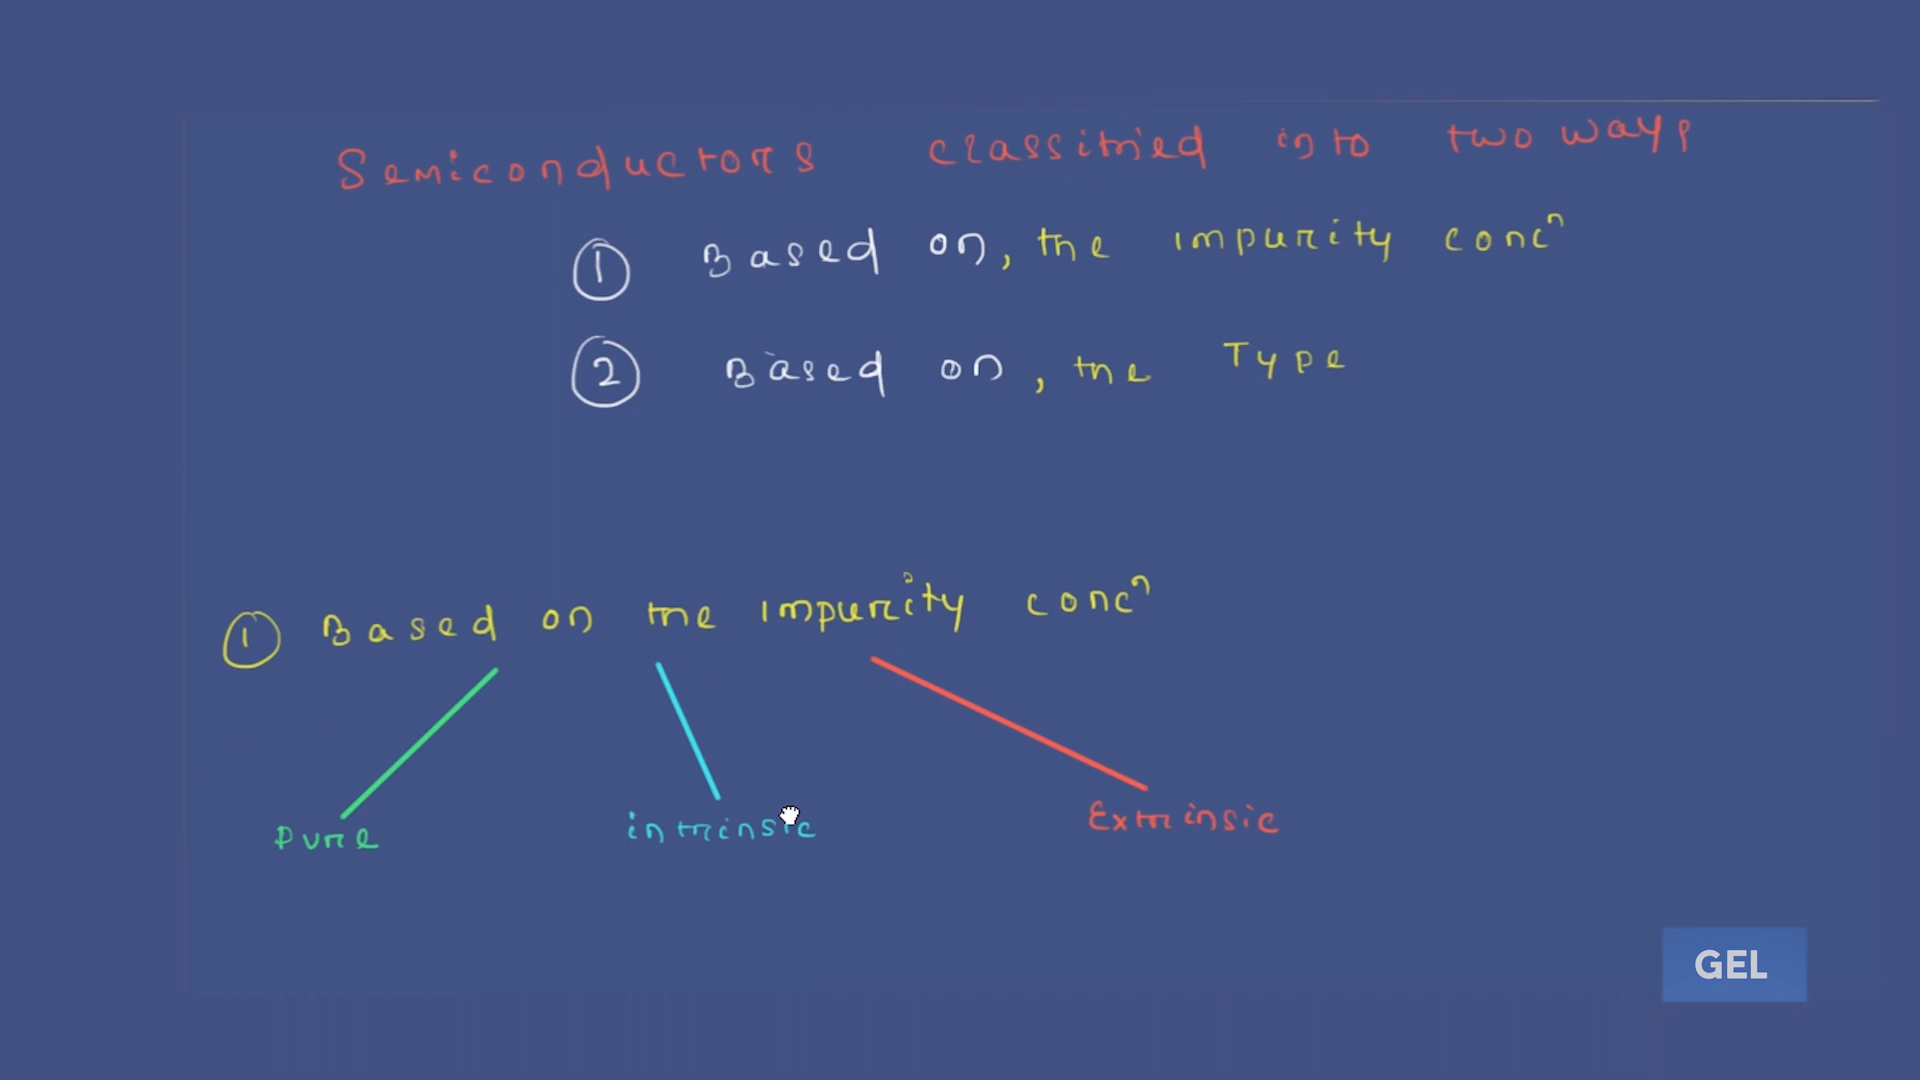 Semiconductors classified into two ways
① Based on, the impurity concⁿ
② Based on, the Type
① Based on the impurity concⁿ
Pure intrinsic Extrinsic
GEL